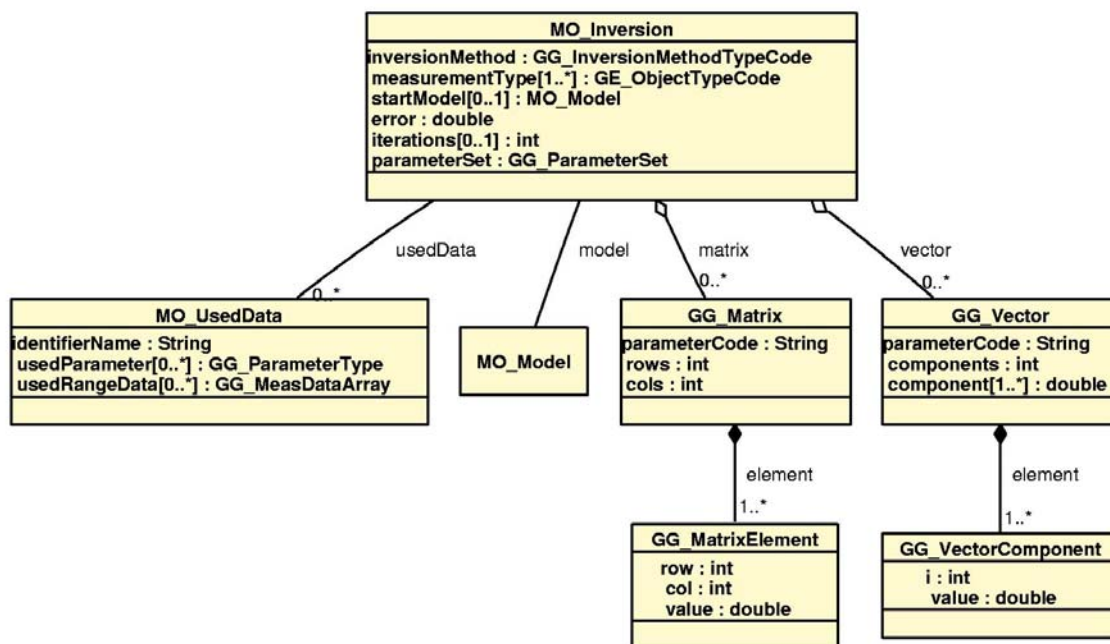 MO_Inversion
inversionMethod : GG_InversionMethodTypeCode
measurementType[1..*] : GE_ObjectTypeCode
startModel[0..1] : MO_Model
error : double
iterations[0..1] : int
parameterSet : GG_ParameterSet
usedData
model
matrix
vector
0..*
0..*
0..*
MO_UsedData
identifierName : String
usedParameter[0..*] : GG_ParameterType
usedRangeData[0..*] : GG_MeasDataArray
MO_Model
GG_Matrix
parameterCode : String
rows : int
cols : int
GG_Vector
parameterCode : String
components : int
component[1..*] : double
element
1..*
element
1..*
GG_MatrixElement
row : int
col : int
value : double
GG_VectorComponent
i : int
value : double